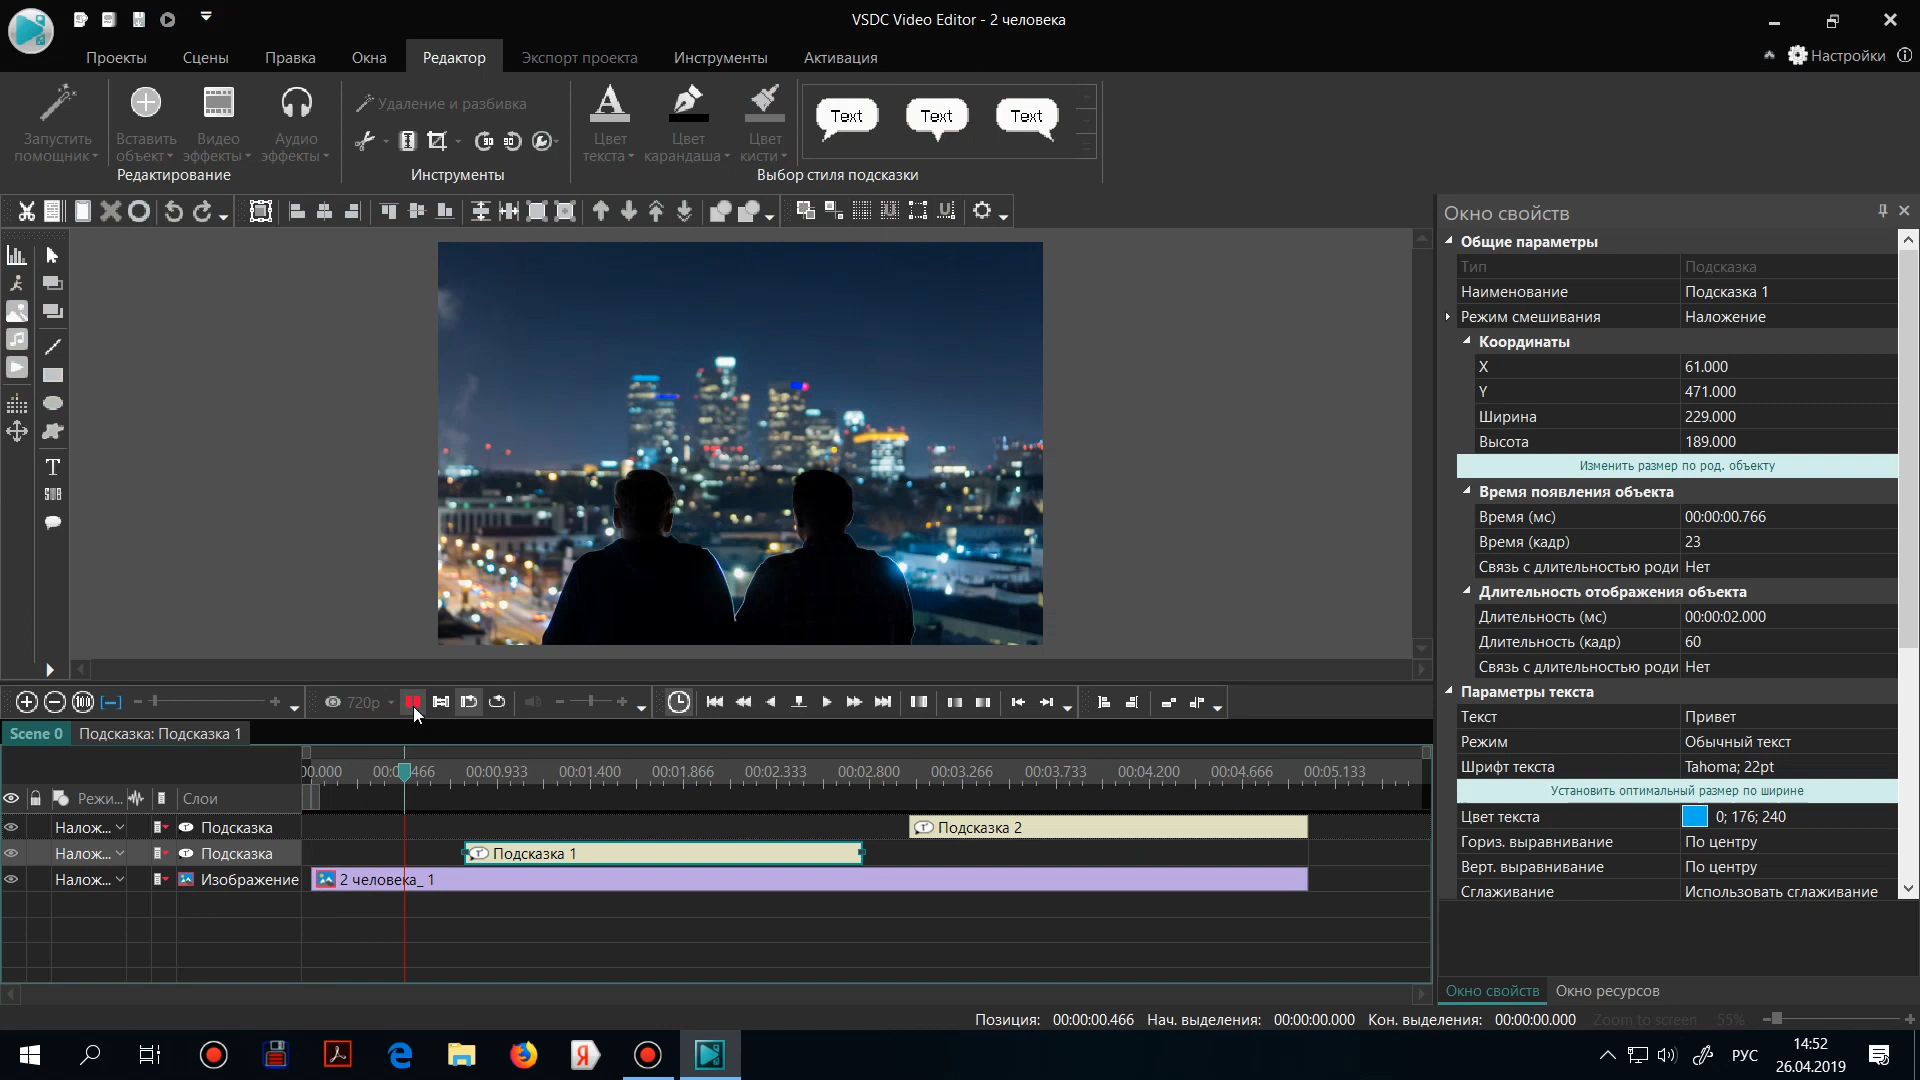 VSDC Video Editor - 2 человека
Проекты Сцены Правка Окна Редактор Экспорт проекта Инструменты Активация Настройки
Удаление и разбивка
Запустить помощник
Вставить объект
Видео эффекты
Аудио эффекты
Цвет текста
Цвет карандаша
Цвет кисти
Text Text Text
Редактирование Инструменты Выбор стиля подсказки
Окно свойств
Общие параметры
Тип Подсказка
Наименование Подсказка 1
Режим смешивания Наложение
Координаты
X 61.000
Y 471.000
Ширина 229.000
Высота 189.000
Изменить размер по род. объекту
Время появления объекта
Время (мс) 00:00:00.766
Время (кадр) 23
Связь с длительностью роди Нет
Длительность отображения объекта
Длительность (мс) 00:00:02.000
Длительность (кадр) 60
Связь с длительностью роди Нет
Параметры текста
Текст Привет
Режим Обычный текст
Шрифт текста Tahoma; 22pt
Установить оптимальный размер по ширине
Цвет текста 0; 176; 240
Гориз. выравнивание По центру
Верт. выравнивание По центру
Сглаживание Использовать сглаживание
Окно свойств Окно ресурсов
720p
Scene 0 Подсказка: Подсказка 1
00.000 00:0 466 00:00.933 00:01.400 00:01.866 00:02.333 00:02.800 00:03.266 00:03.733 00:04.200 00:04.666 00:05.133
Режи... Слои
Налож... Подсказка Подсказка 2
Налож... Подсказка Подсказка 1
Налож... Изображение 2 человека_ 1
Позиция: 00:00:00.466 Нач. выделения: 00:00:00.000 Кон. выделения: 00:00:00.000 Zoom to screen 55%
РУС
14:52
26.04.2019